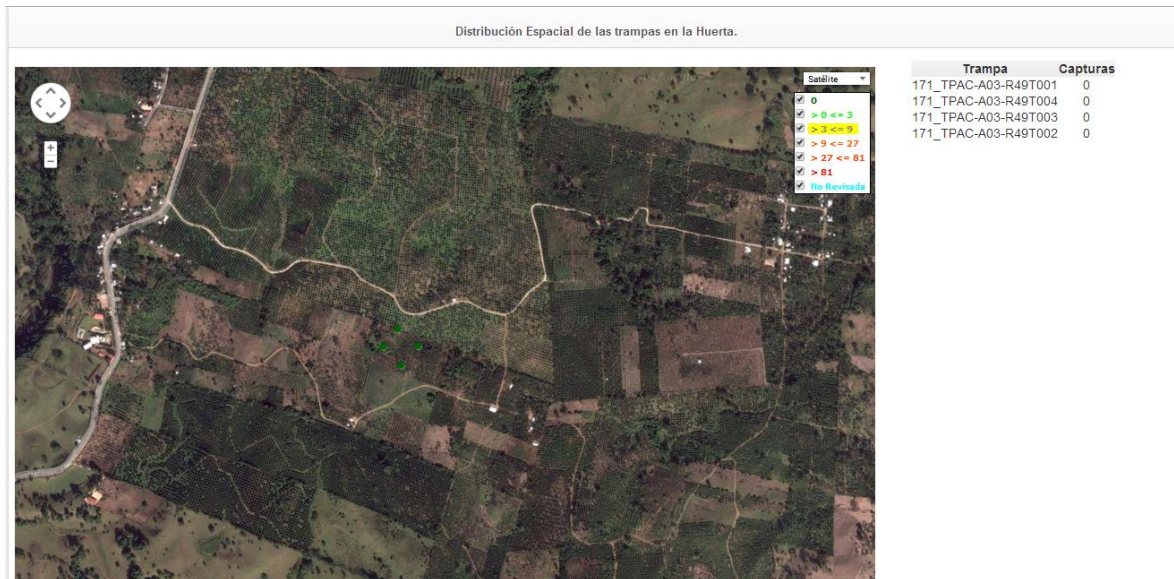 Distribución Espacial de las trampas en la Huerta.
Satélite
0
> 0 <= 3
> 3 <= 9
> 9 <= 27
> 27 <= 81
> 81
No Revisada
+
-
Trampa Capturas
171_TPAC-A03-R49T001 0
171_TPAC-A03-R49T004 0
171_TPAC-A03-R49T003 0
171_TPAC-A03-R49T002 0